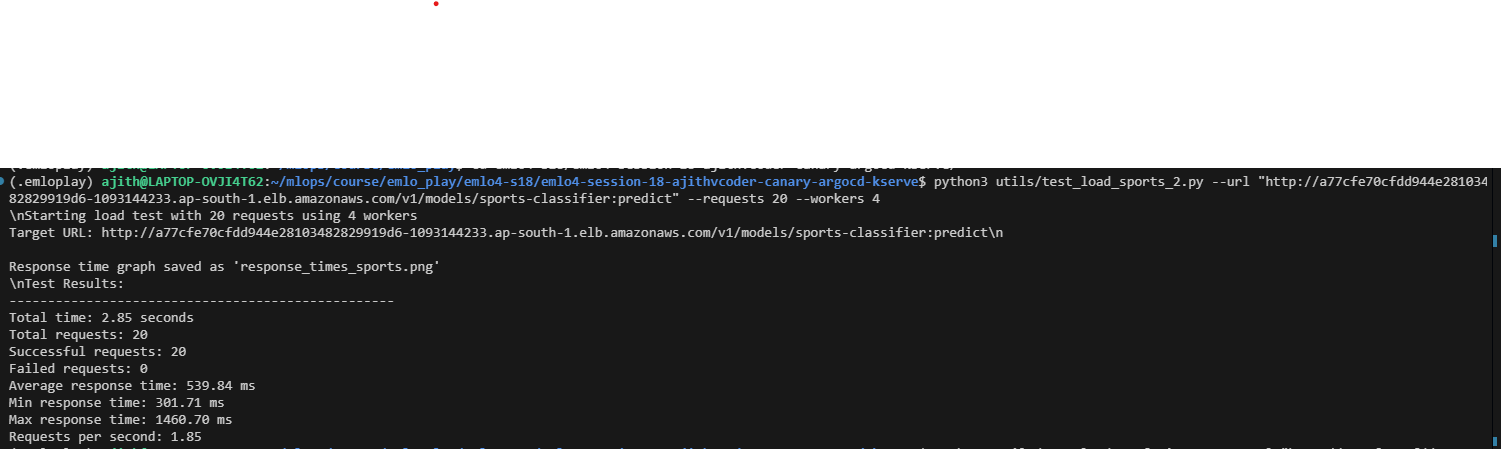 (.emloplay) ajith@LAPTOP-OVJI4T62:~/mlops/course/emlo_play/emlo4-s18/emlo4-session-18-ajithvcoder-canary-argocd-kserve$ python3 utils/test_load_sports_2.py --url "http://a77cfe70cfdd944e281034
82829919d6-1093144233.ap-south-1.elb.amazonaws.com/v1/models/sports-classifier:predict" --requests 20 --workers 4
\nStarting load test with 20 requests using 4 workers
Target URL: http://a77cfe70cfdd944e28103482829919d6-1093144233.ap-south-1.elb.amazonaws.com/v1/models/sports-classifier:predict\n
Response time graph saved as 'response_times_sports.png'
\nTest Results:
--------------------------------------------------
Total time: 2.85 seconds
Total requests: 20
Successful requests: 20
Failed requests: 0
Average response time: 539.84 ms
Min response time: 301.71 ms
Max response time: 1460.70 ms
Requests per second: 1.85